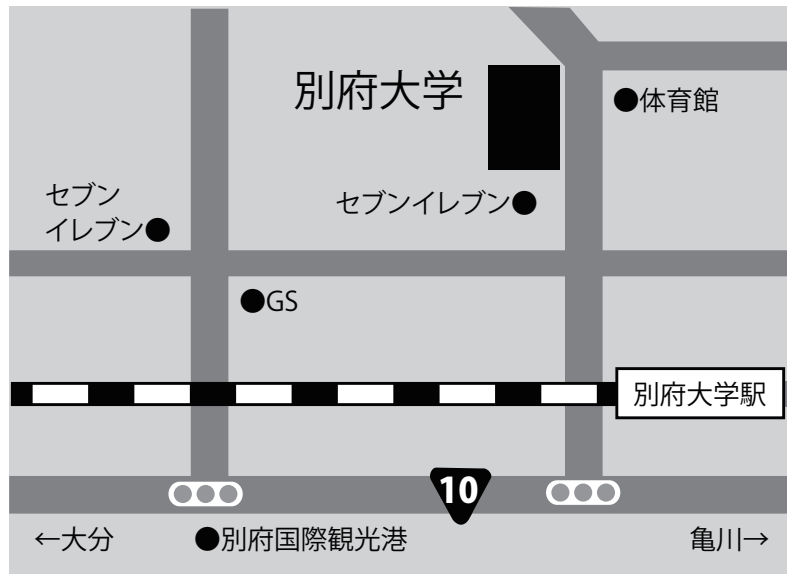 別府大学
●体育館
セブン
イレブン●
セブンイレブン●
●GS
別府大学駅
10
←大分
●別府国際観光港
亀川→